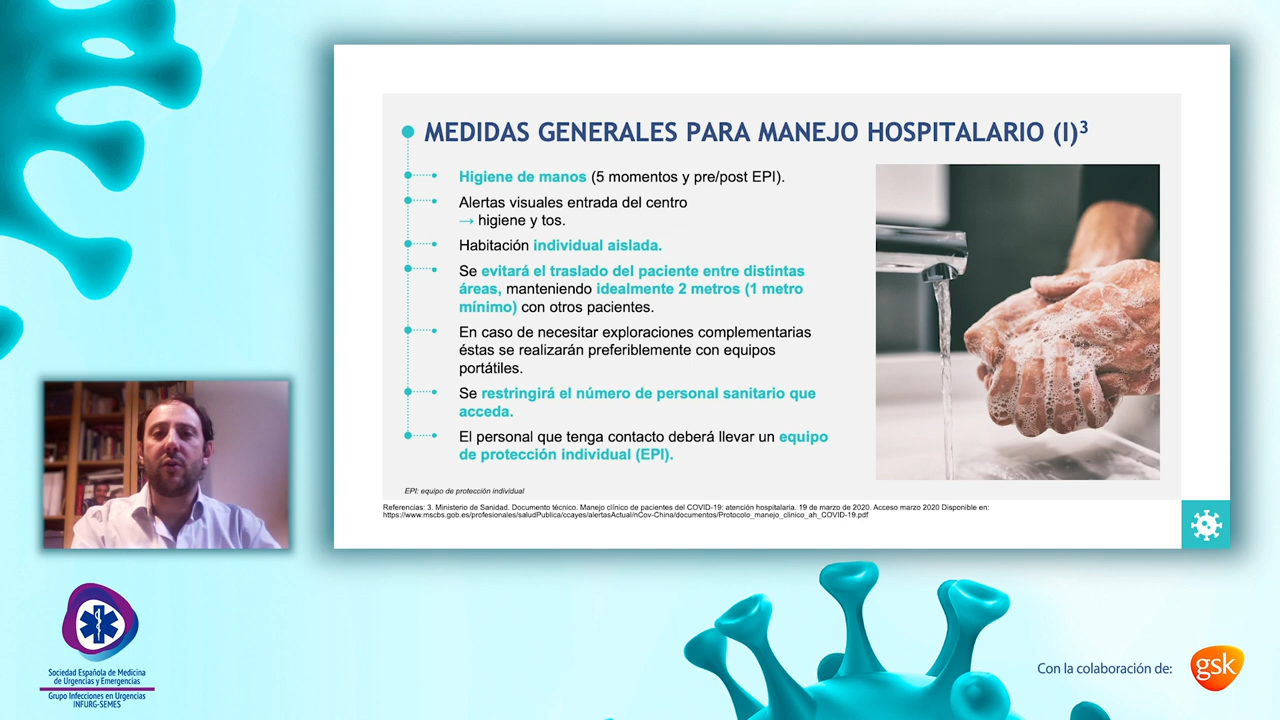 MEDIDAS GENERALES PARA MANEJO HOSPITALARIO (I)³
Higiene de manos (5 momentos y pre/post EPI).
Alertas visuales entrada del centro
→ higiene y tos.
Habitación individual aislada.
Se evitará el traslado del paciente entre distintas
áreas, manteniendo idealmente 2 metros (1 metro
mínimo) con otros pacientes.
En caso de necesitar exploraciones complementarias
éstas se realizarán preferiblemente con equipos
portátiles.
Se restringirá el número de personal sanitario que
acceda.
El personal que tenga contacto deberá llevar un equipo
de protección individual (EPI).
EPI: equipo de protección individual
Referencias: 3. Ministerio de Sanidad. Documento técnico. Manejo clínico de pacientes del COVID-19: atención hospitalaria. 19 de marzo de 2020. Acceso marzo 2020 Disponible en:
https://www.mscbs.gob.es/profesionales/saludPublica/ccayes/alertasActual/nCov-China/documentos/Protocolo_manejo_clinico_ah_COVID-19.pdf
Sociedad Española de Medicina
de Urgencias y Emergencias
Grupo Infecciones en Urgencias
INFURG-SEMES
Con la colaboración de:
gsk